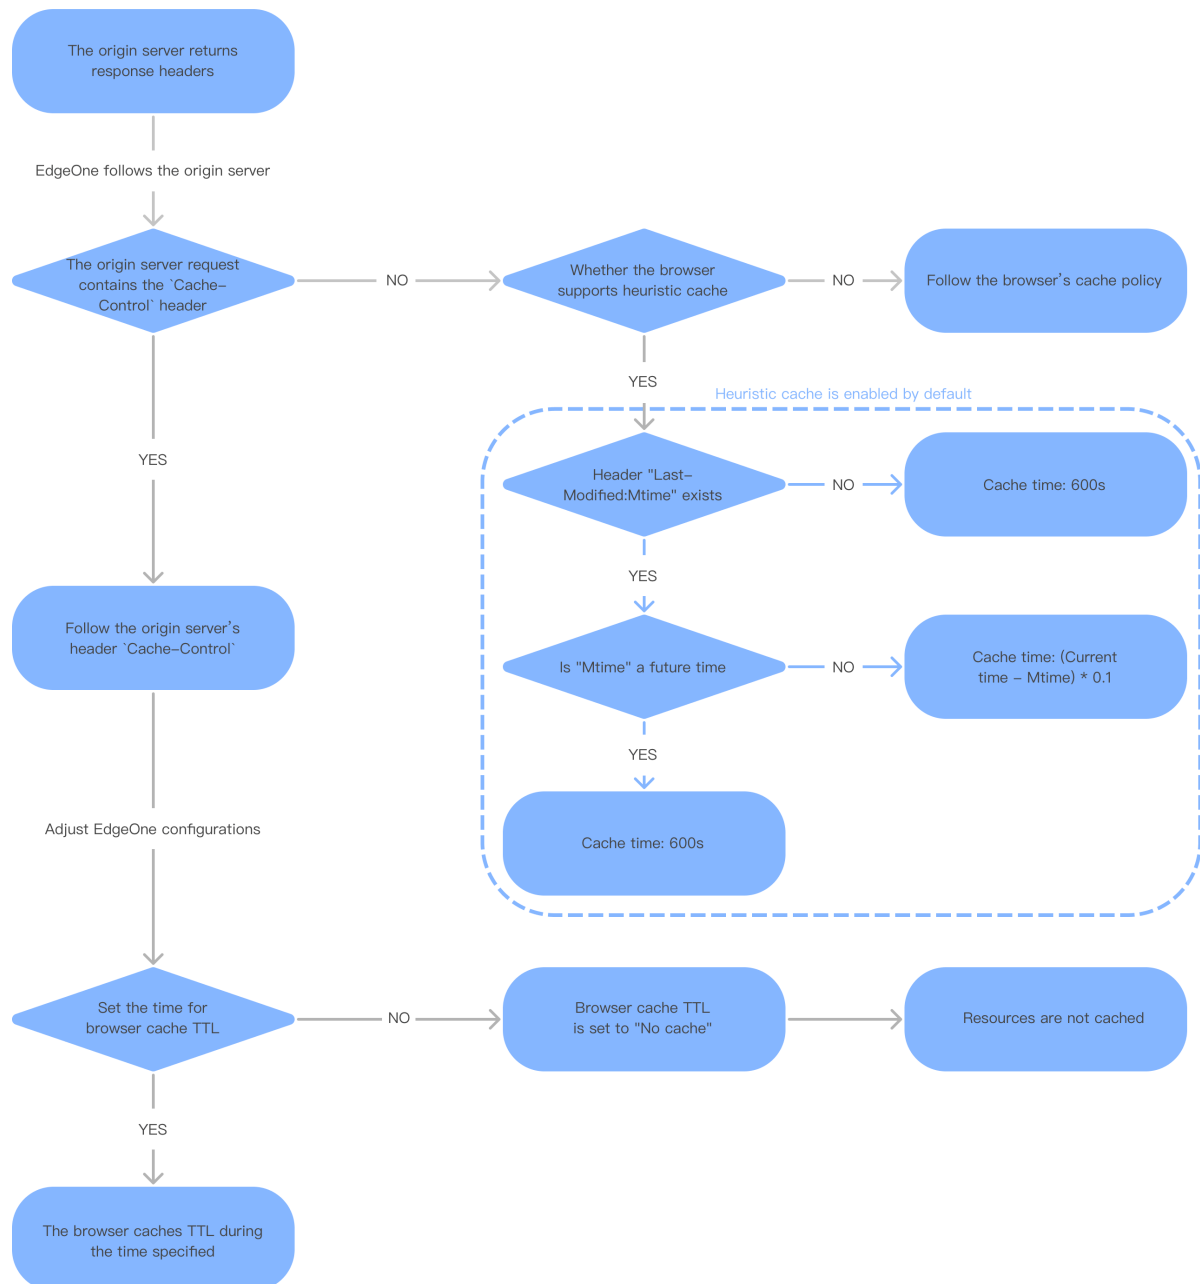 The origin server returns
response headers
EdgeOne follows the origin server
The origin server request
contains the `Cache-
Control` header
NO
Whether the browser
supports heuristic cache
NO
Follow the browser's cache policy
YES
Heuristic cache is enabled by default
YES
Header "Last-
Modified:Mtime" exists
NO
Cache time: 600s
YES
Follow the origin server's
header `Cache-Control`
Is "Mtime" a future time
NO
Cache time: (Current
time - Mtime) * 0.1
YES
Adjust EdgeOne configurations
Cache time: 600s
Set the time for
browser cache TTL
NO
Browser cache TTL
is set to "No cache"
Resources are not cached
YES
The browser caches TTL during
the time specified